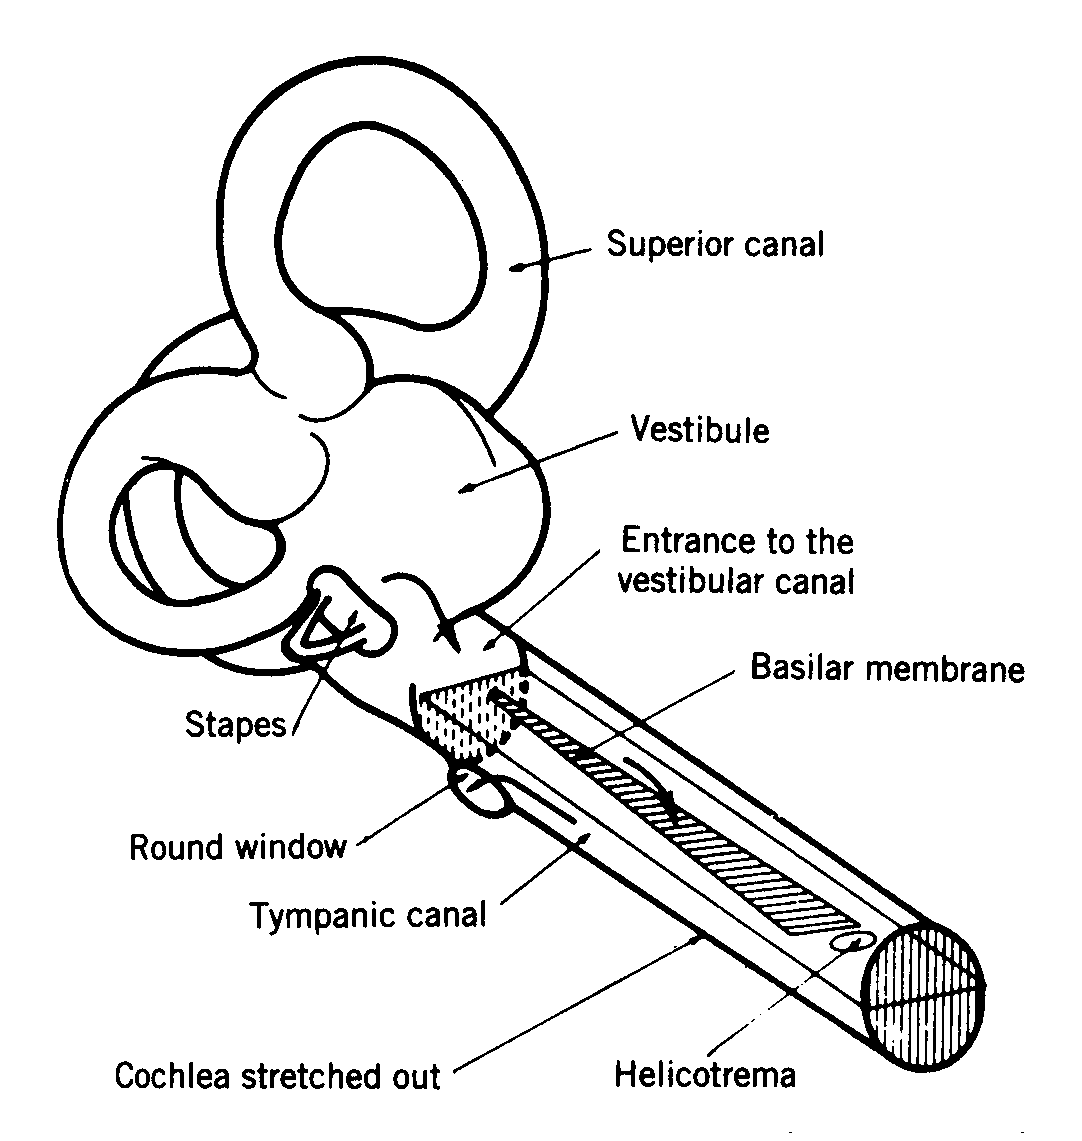 Superior canal
Vestibule
Entrance to the
vestibular canal
Basilar membrane
Stapes
Round window
Tympanic canal
Cochlea stretched out
Helicotrema